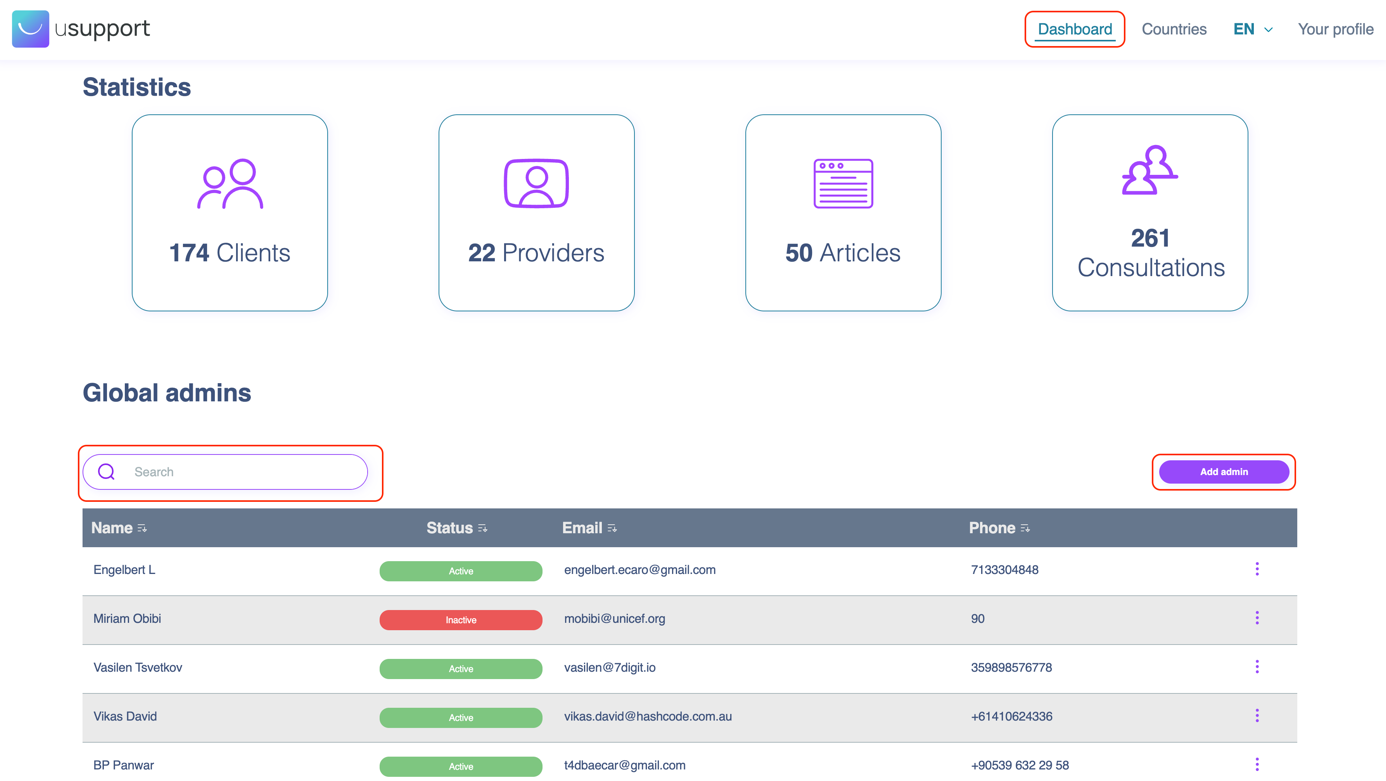 usupport
Dashboard Countries EN Your profile
Statistics
174 Clients
22 Providers
50 Articles
261
Consultations
Global admins
Search
Add admin
Name Status Email Phone
Engelbert L Active engelbert.ecaro@gmail.com 7133304848
Miriam Obibi Inactive mobibi@unicef.org 90
Vasilen Tsvetkov Active vasilen@7digit.io 359898576778
Vikas David Active vikas.david@hashcode.com.au +61410624336
BP Panwar Active t4dbaecar@gmail.com +90539 632 29 58